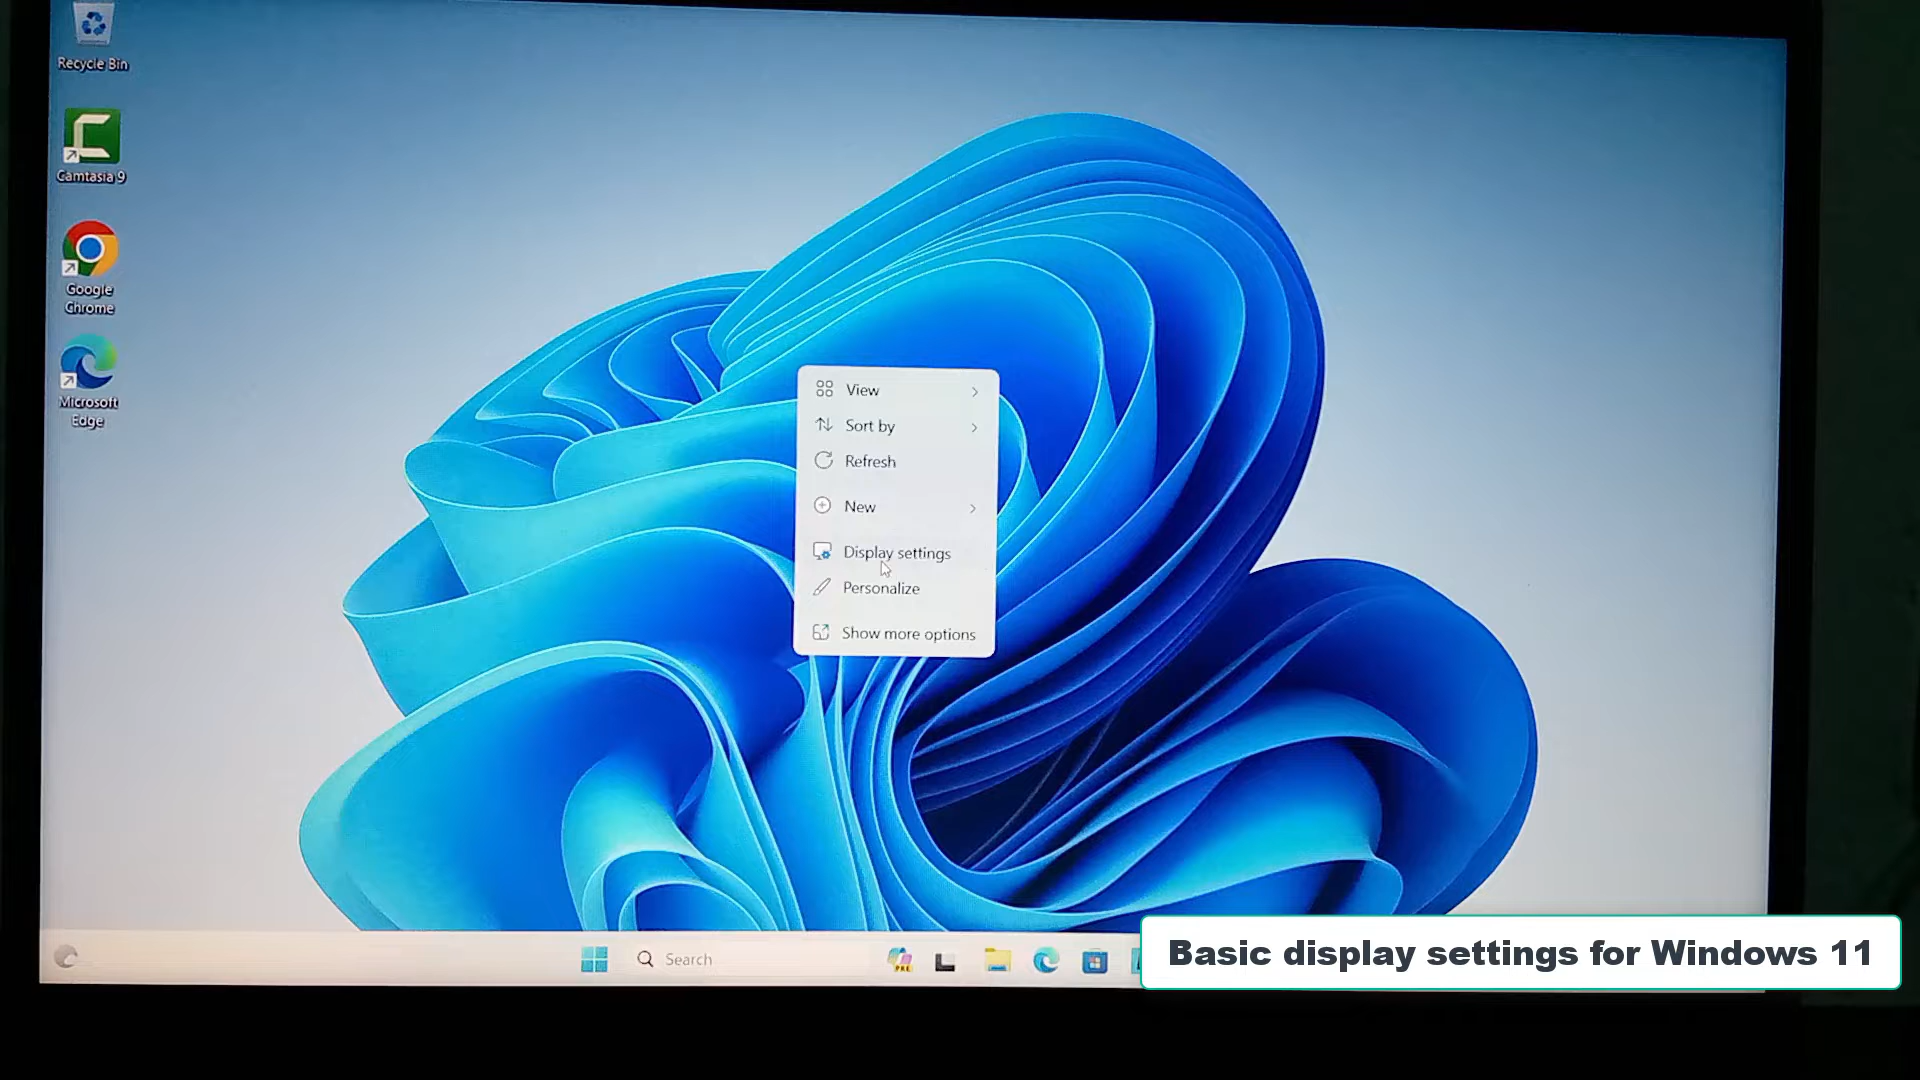 Recycle Bin
Camtasia 9
Google
Chrome
Microsoft
Edge
View
Sort by
Refresh
New
Display settings
Personalize
Show more options
Search
PRE
Basic display settings for Windows 11